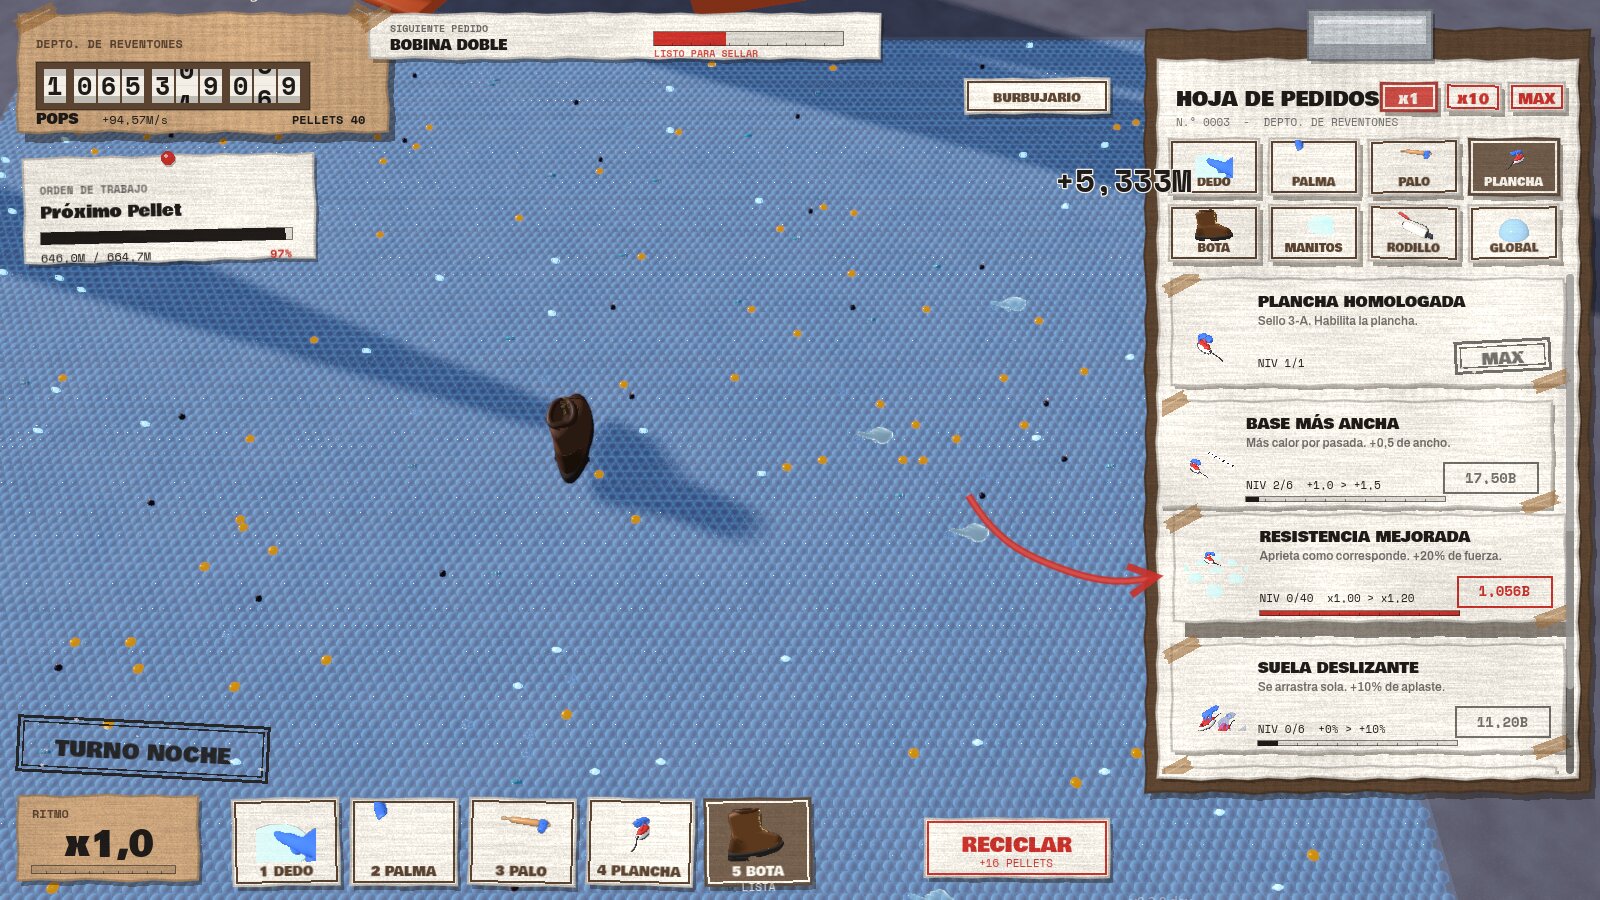 DEPTO. DE REVENTONES
POPS
+94,57M/s
PELLETS 40
SIGUIENTE PEDIDO
BOBINA DOBLE
LISTO PARA SELLAR
ORDEN DE TRABAJO
Próximo Pellet
646,0M / 664,7M
97%
BURBUJARIO
+5,333M
HOJA DE PEDIDOS
x1
x10
MAX
N.° 0003 - DEPTO. DE REVENTONES
DEDO
PALMA
PALO
PLANCHA
BOTA
MANITOS
RODILLO
GLOBAL
PLANCHA HOMOLOGADA
Sello 3-A. Habilita la plancha.
NIV 1/1
MAX
BASE MÁS ANCHA
Más calor por pasada. +0,5 de ancho.
NIV 2/6 +1,0 > +1,5
17,50B
RESISTENCIA MEJORADA
Aprieta como corresponde. +20% de fuerza.
NIV 0/40 x1,00 > x1,20
1,056B
SUELA DESLIZANTE
Se arrastra sola. +10% de aplaste.
NIV 0/6 +0% > +10%
11,20B
TURNO NOCHE
RITMO
x1,0
1 DEDO
2 PALMA
3 PALO
4 PLANCHA
5 BOTA
LISTA
RECICLAR
+16 PELLETS